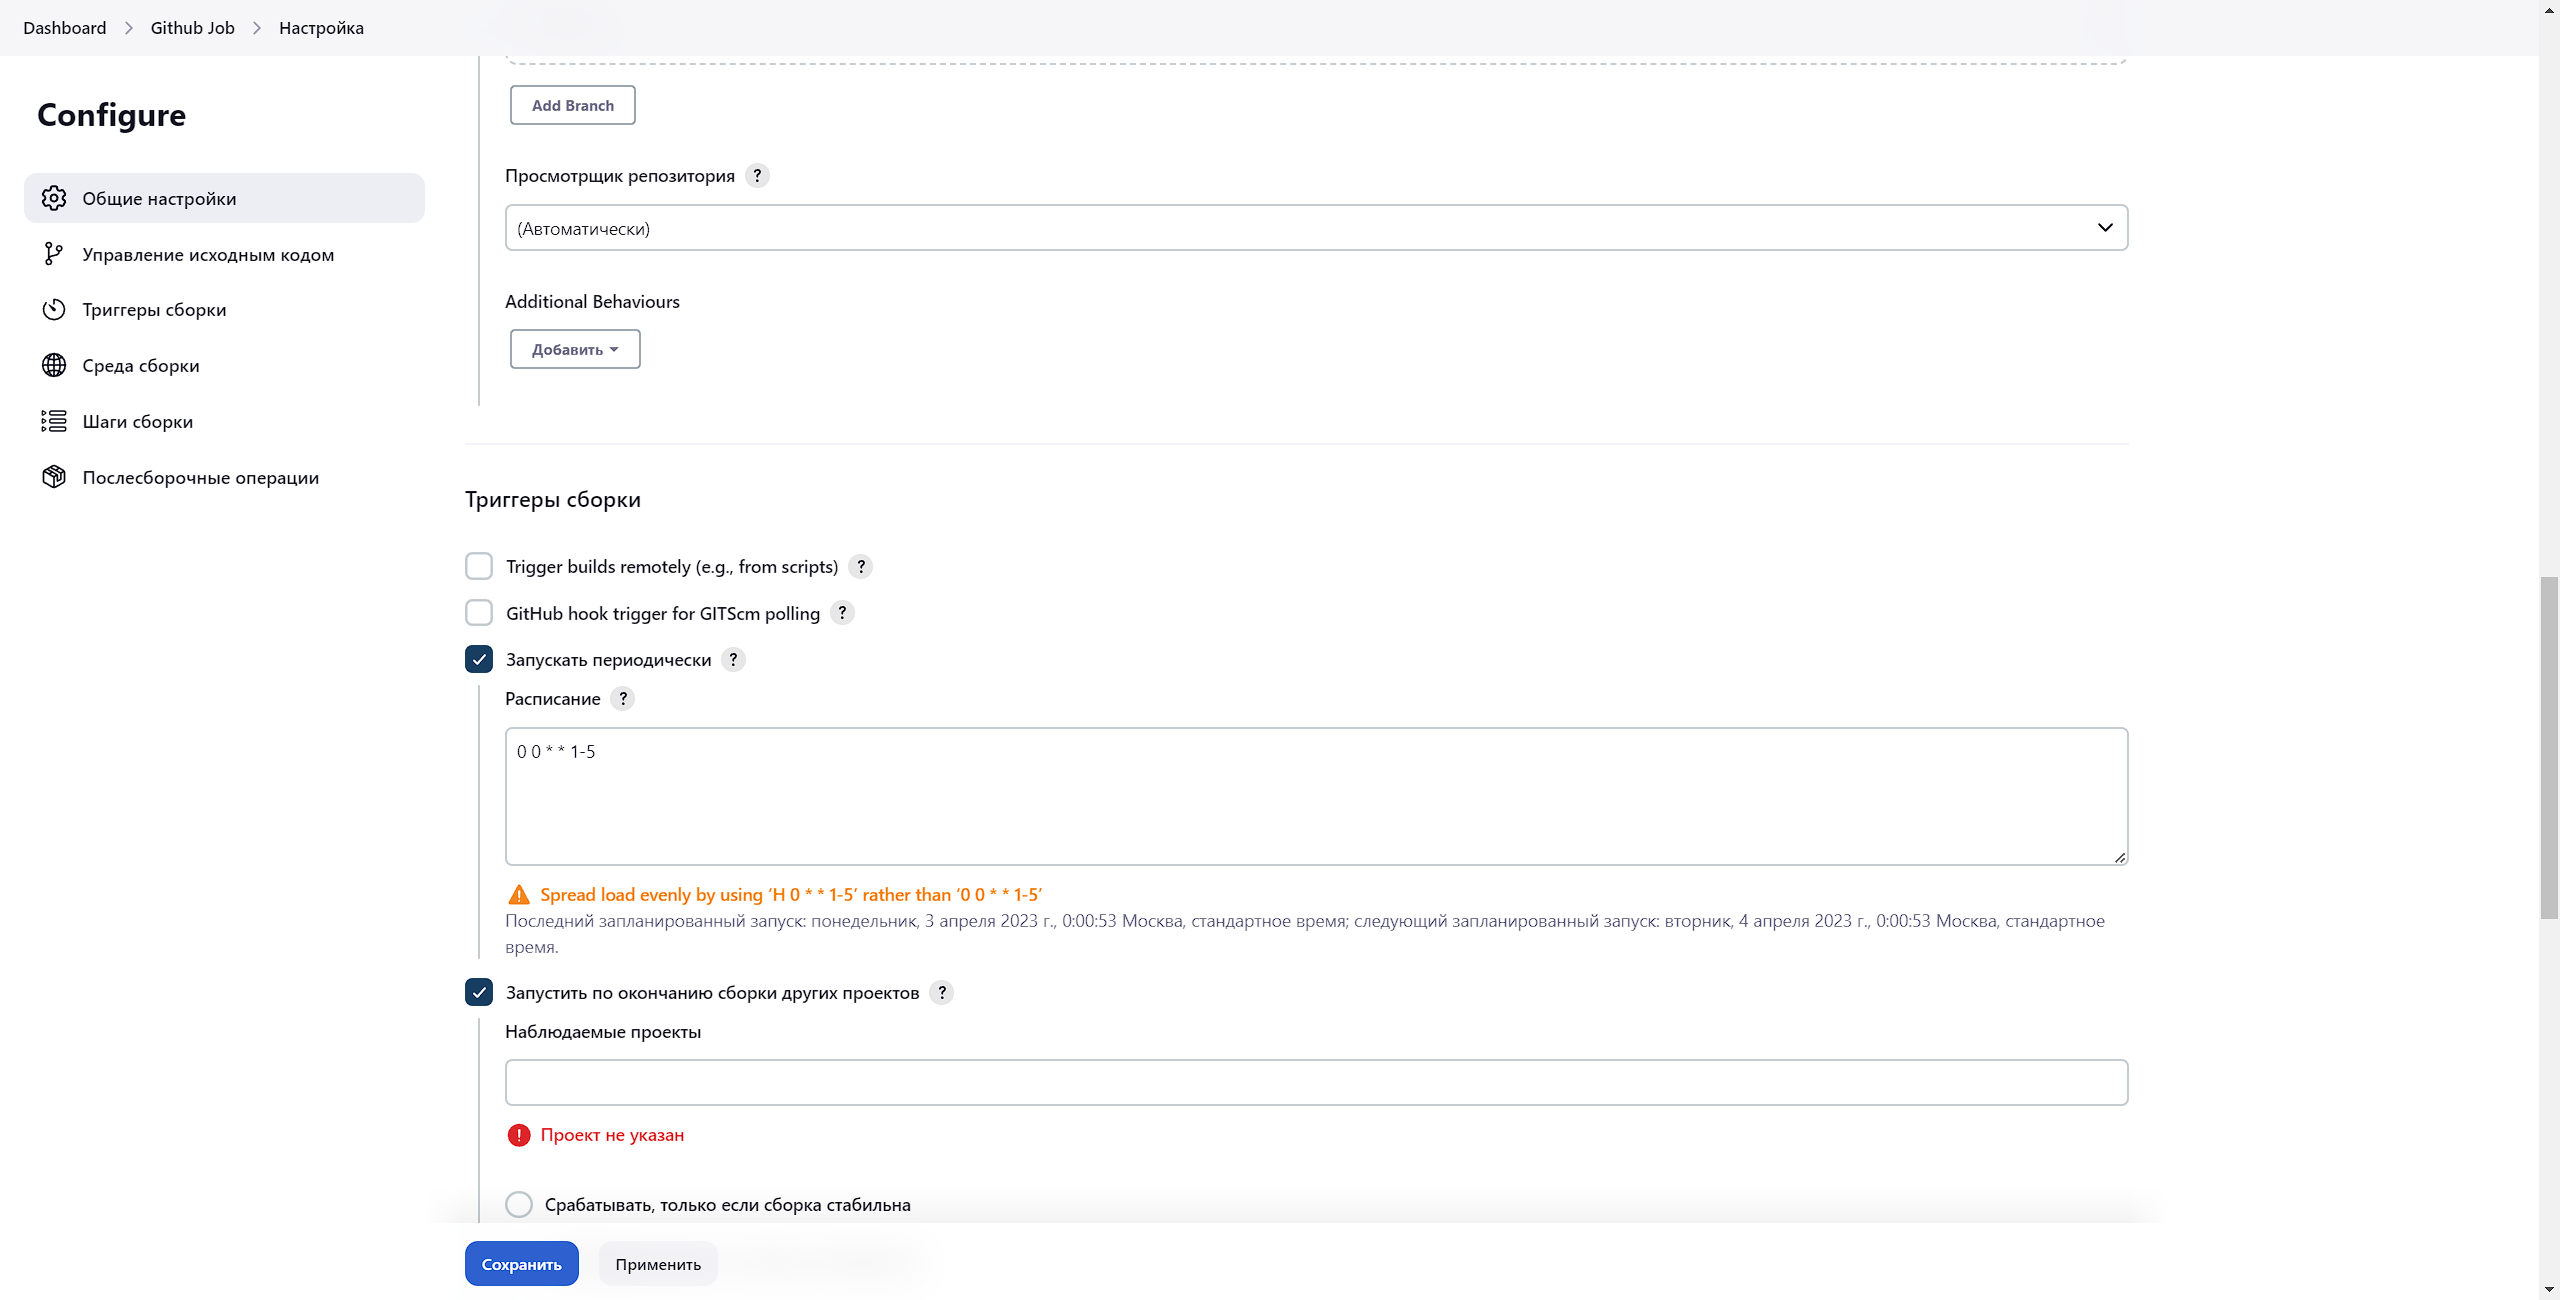 Dashboard > Github Job > Настройка
Configure
Общие настройки
Управление исходным кодом
Триггеры сборки
Среда сборки
Шаги сборки
Послесборочные операции
Add Branch
Просмотрщик репозитория ?
(Автоматически)
Additional Behaviours
Добавить
Триггеры сборки
Trigger builds remotely (e.g., from scripts) ?
GitHub hook trigger for GITScm polling ?
Запускать периодически ?
Расписание ?
0 0 * * 1-5
Spread load evenly by using ‘H 0 * * 1-5’ rather than ‘0 0 * * 1-5’
Последний запланированный запуск: понедельник, 3 апреля 2023 г., 0:00:53 Москва, стандартное время; следующий запланированный запуск: вторник, 4 апреля 2023 г., 0:00:53 Москва, стандартное
время.
Запустить по окончанию сборки других проектов ?
Наблюдаемые проекты
Проект не указан
Срабатывать, только если сборка стабильна
Сохранить
Применить